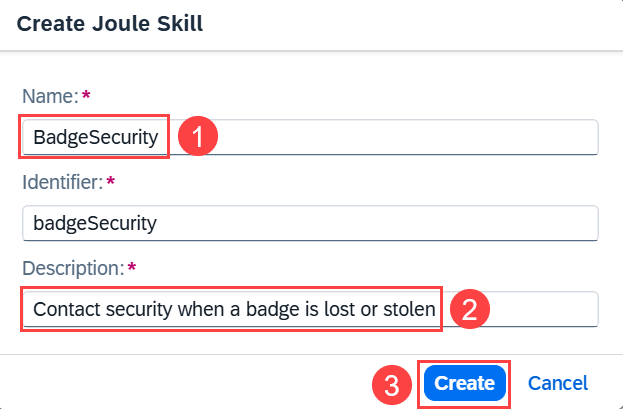 Create Joule Skill
Name:*
BadgeSecurity 1
Identifier:*
badgeSecurity
Description:*
Contact security when a badge is lost or stolen 2
3 Create Cancel